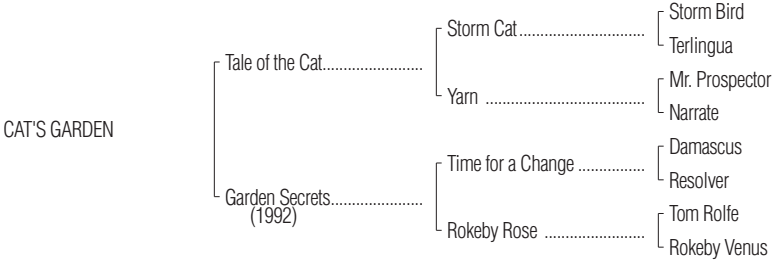 Storm Bird
Storm Cat..............................
Terlingua
Tale of the Cat........................
Mr. Prospector
Yarn .......................................
Narrate
CAT'S GARDEN
Damascus
Time for a Change ................
Resolver
Garden Secrets......................
(1992)
Tom Rolfe
Rokeby Rose ........................
Rokeby Venus